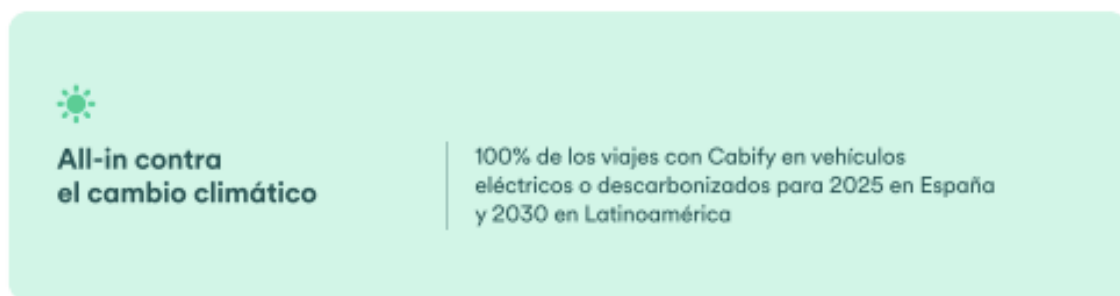 All-in contra
el cambio climático
100% de los viajes con Cabify en vehículos
eléctricos o descarbonizados para 2025 en España
y 2030 en Latinoamérica